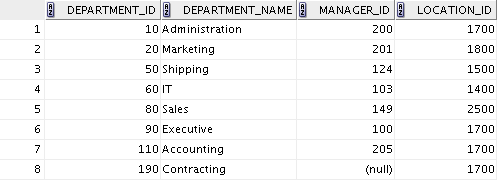 DEPARTMENT_ID DEPARTMENT_NAME MANAGER_ID LOCATION_ID
1 10 Administration 200 1700
2 20 Marketing 201 1800
3 50 Shipping 124 1500
4 60 IT 103 1400
5 80 Sales 149 2500
6 90 Executive 100 1700
7 110 Accounting 205 1700
8 190 Contracting (null) 1700